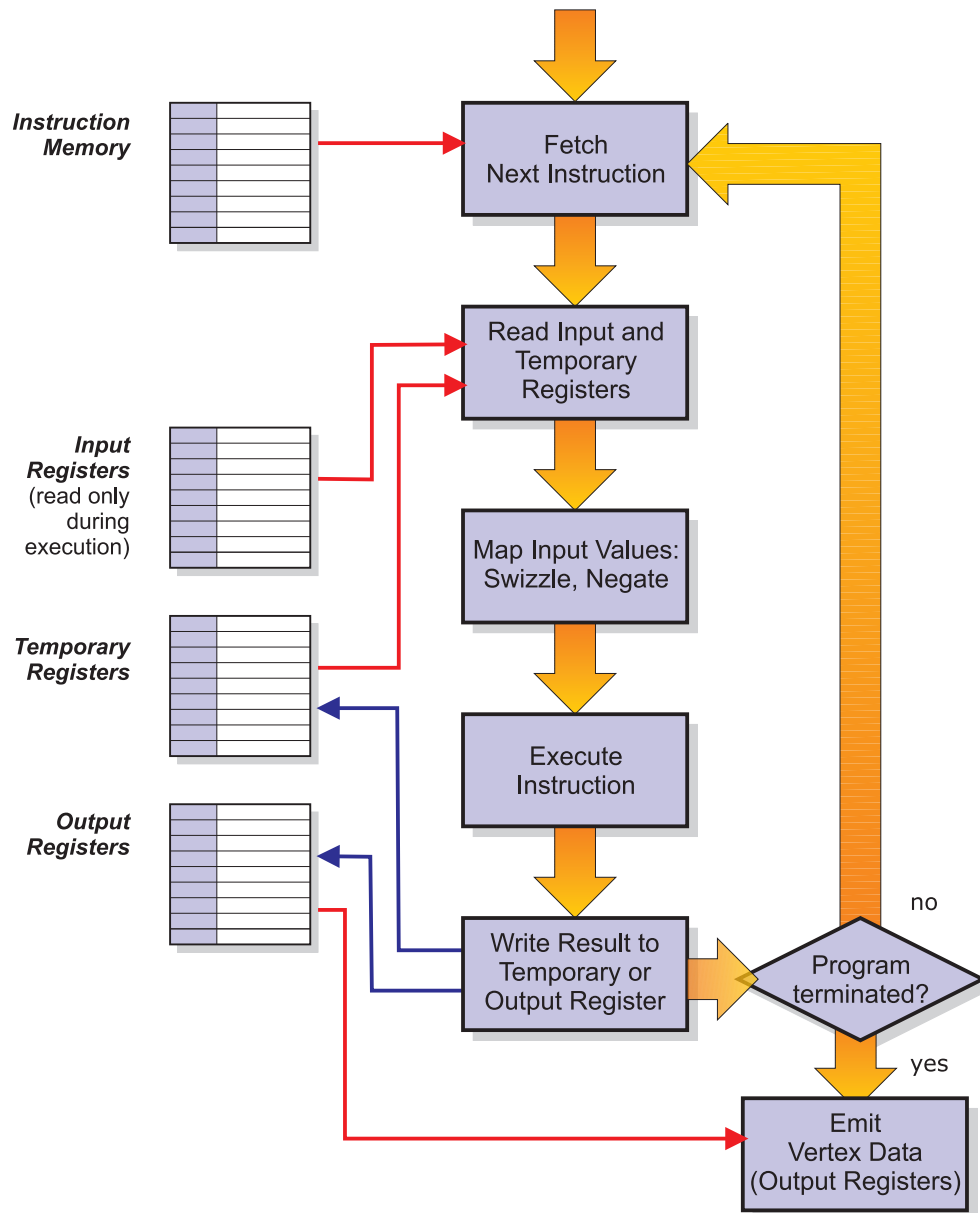 Instruction
Memory
Fetch
Next Instruction
Read Input and
Temporary
Registers
Input
Registers
(read only
during
execution)
Map Input Values:
Swizzle, Negate
Temporary
Registers
Execute
Instruction
Output
Registers
Write Result to
Temporary or
Output Register
Program
terminated?
no
yes
Emit
Vertex Data
(Output Registers)